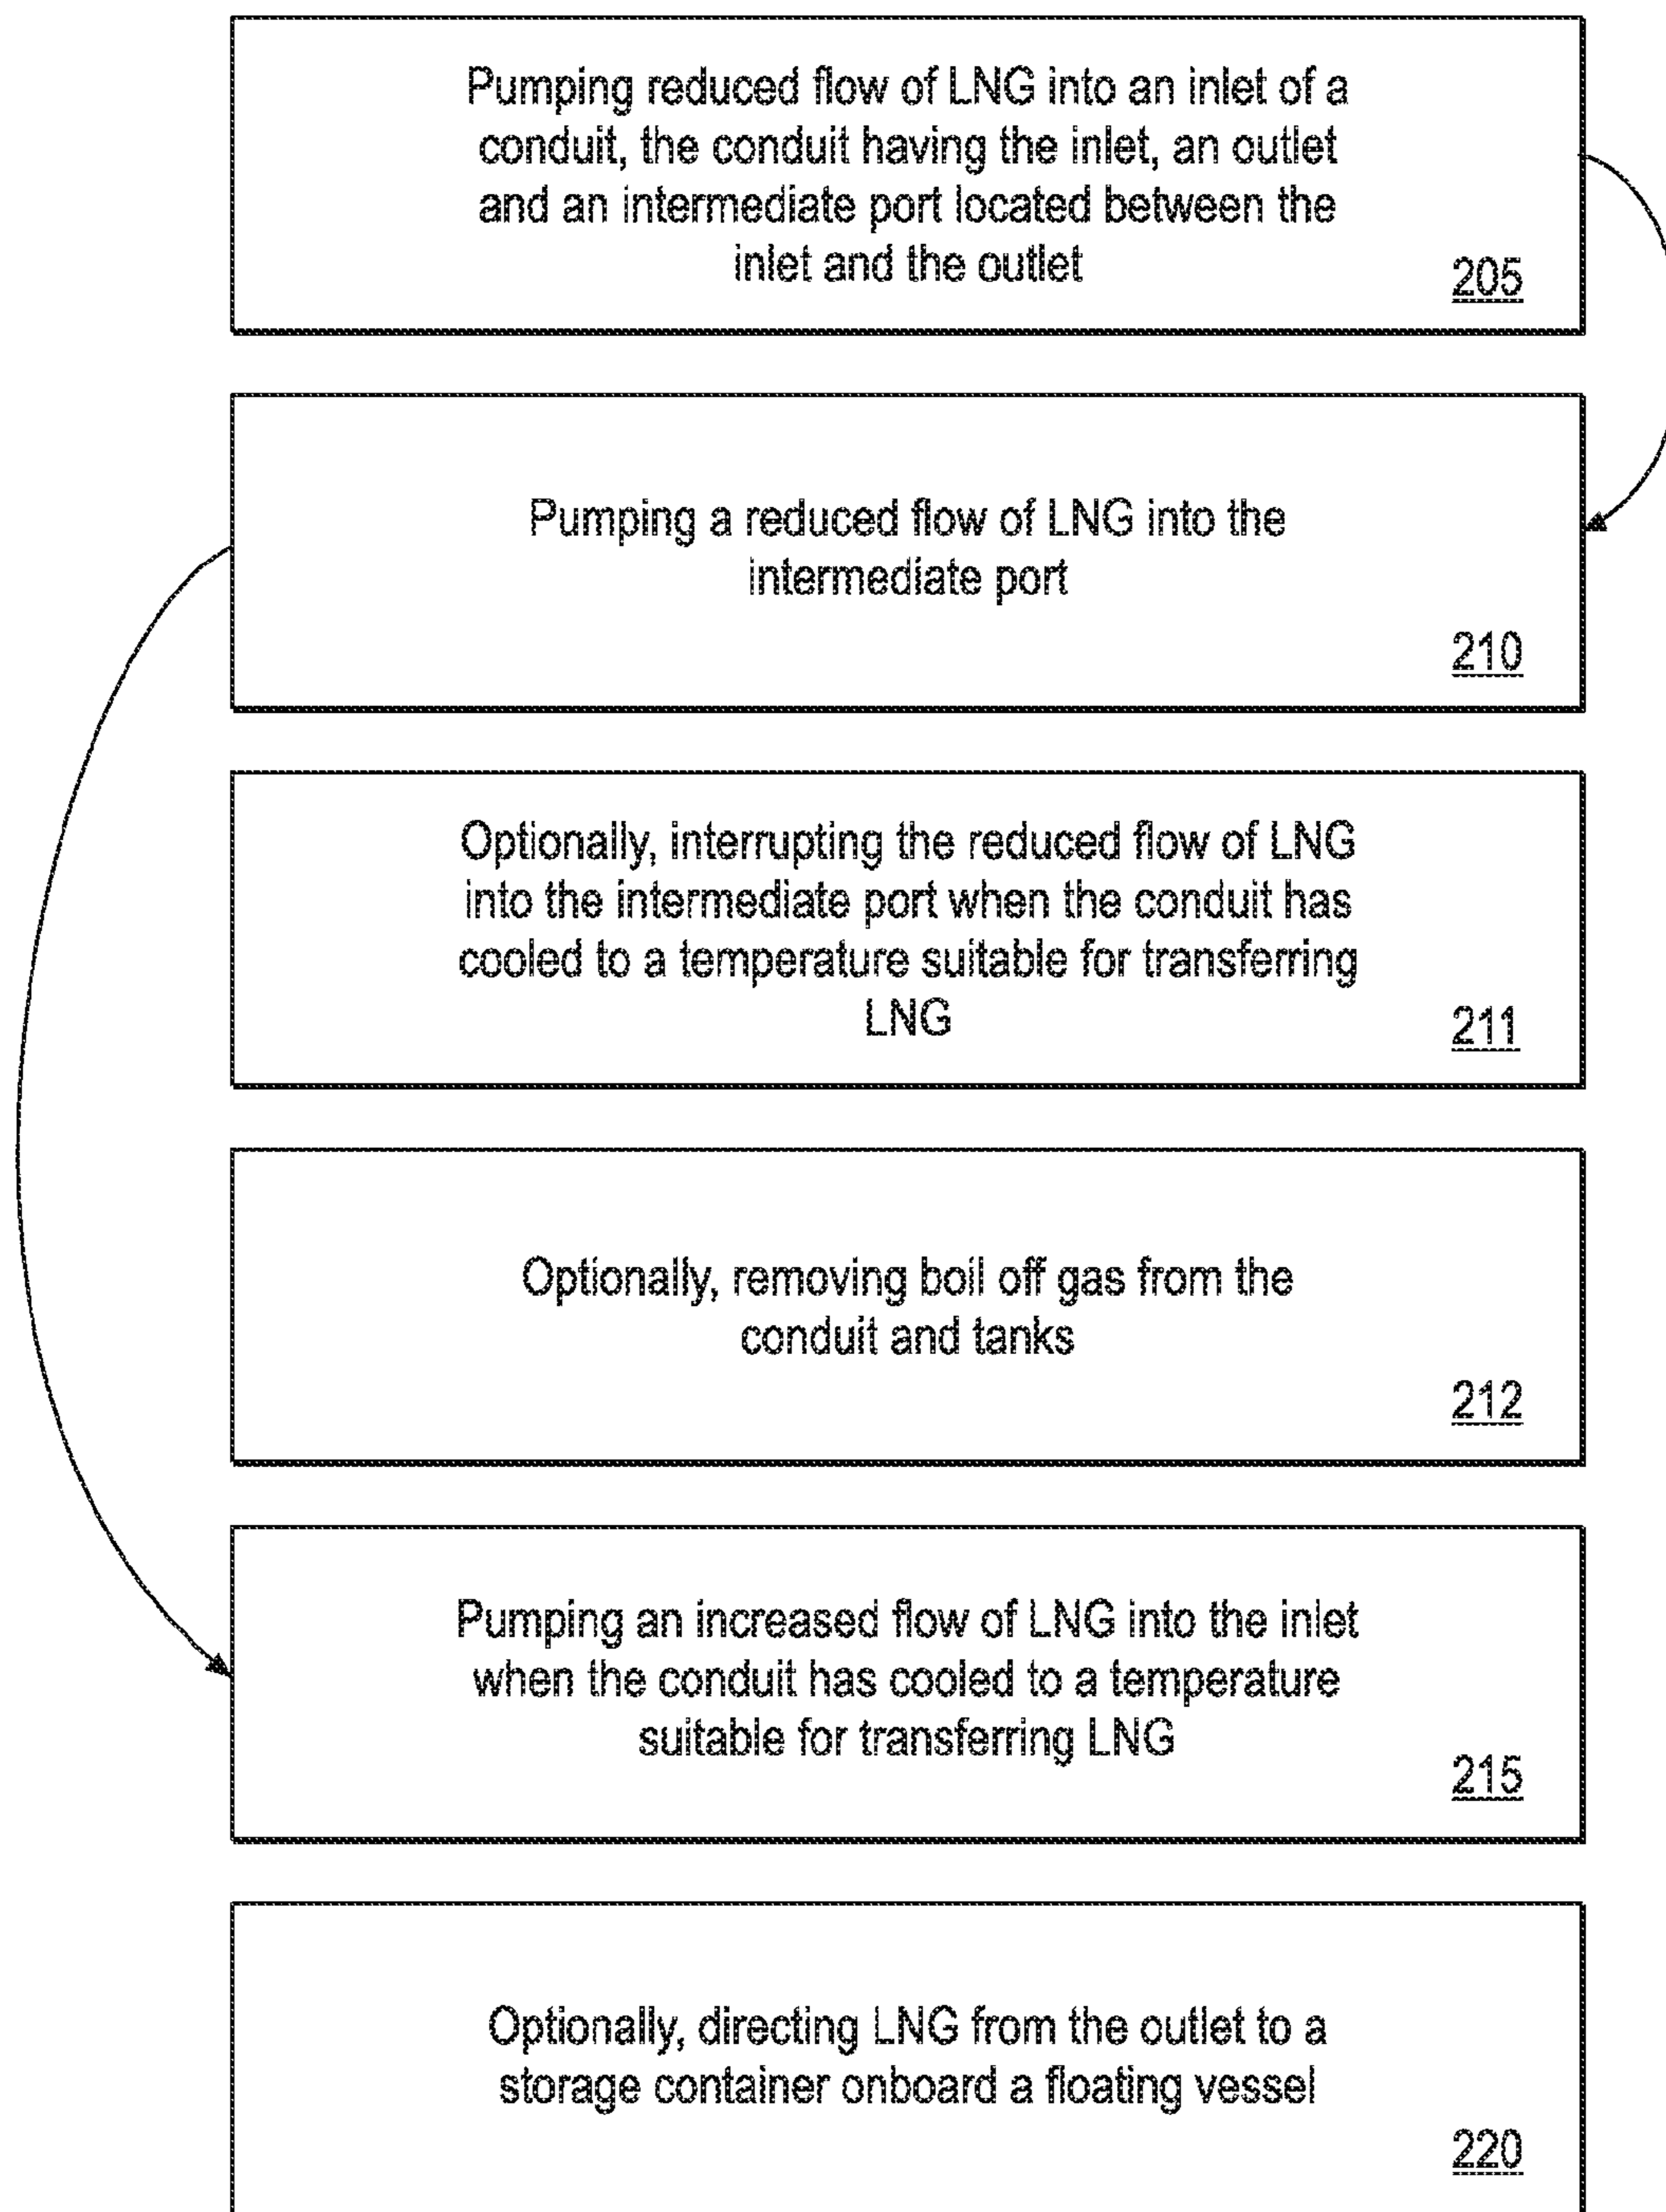 Pumping reduced flow of LNG into an inlet of a
conduit, the conduit having the inlet, an outlet
and an intermediate port located between the
inlet and the outlet
205
Pumping a reduced flow of LNG into the
intermediate port
210
Optionally, interrupting the reduced flow of LNG
into the intermediate port when the conduit has
cooled to a temperature suitable for transferring
LNG
211
Optionally, removing boil off gas from the
conduit and tanks
212
Pumping an increased flow of LNG into the inlet
when the conduit has cooled to a temperature
suitable for transferring LNG
215
Optionally, directing LNG from the outlet to a
storage container onboard a floating vessel
220